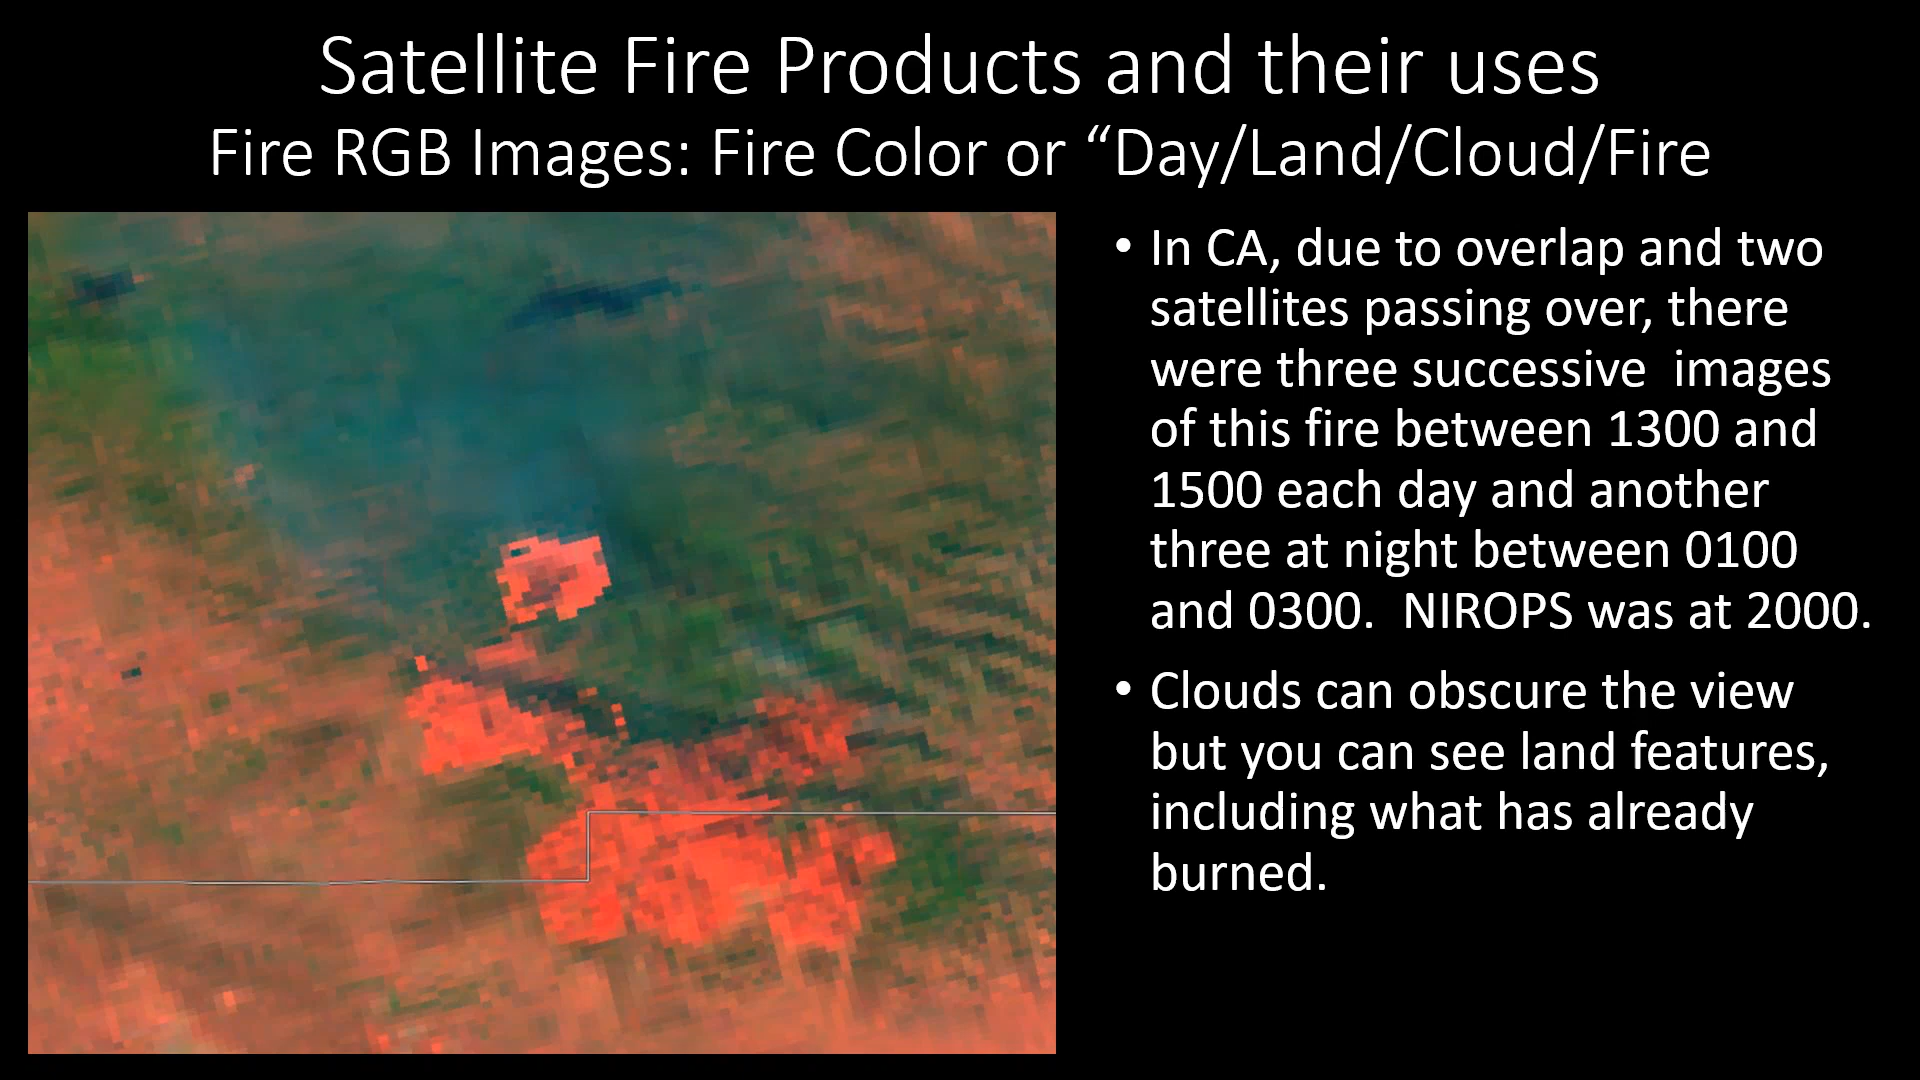 Satellite Fire Products and their uses
Fire RGB Images: Fire Color or “Day/Land/Cloud/Fire
• In CA, due to overlap and two
satellites passing over, there
were three successive  images
of this fire between 1300 and
1500 each day and another
three at night between 0100
and 0300.  NIROPS was at 2000.
• Clouds can obscure the view
but you can see land features,
including what has already
burned.